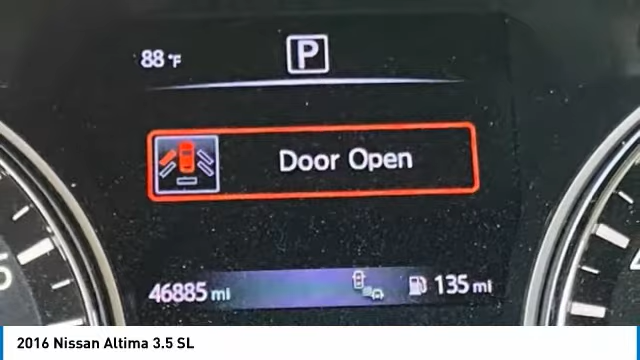 88 °F
P
Door Open
46885 mi
135 mi
2016 Nissan Altima 3.5 SL